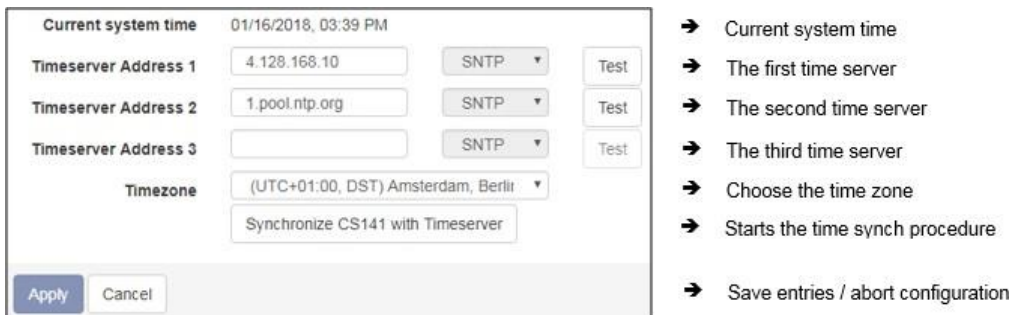 Current system time 01/16/2018, 03:39 PM ➔ Current system time
Timeserver Address 1 4.128.168.10 SNTP Test ➔ The first time server
Timeserver Address 2 1.pool.ntp.org SNTP Test ➔ The second time server
Timeserver Address 3 SNTP Test ➔ The third time server
Timezone (UTC+01:00, DST) Amsterdam, Berlir ➔ Choose the time zone
Synchronize CS141 with Timeserver ➔ Starts the time synch procedure
Apply Cancel ➔ Save entries / abort configuration